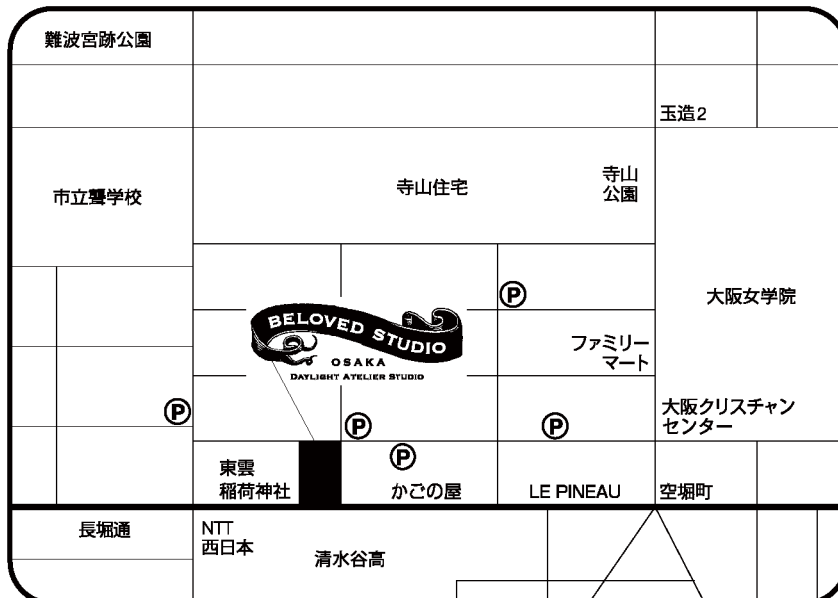 難波宮跡公園
玉造2
市立聾学校
寺山住宅
寺山
公園
大阪女学院
Ⓟ
BELOVED STUDIO
OSAKA
DAYLIGHT ATELIER STUDIO
ファミリー
マート
Ⓟ
Ⓟ
Ⓟ
大阪クリスチャン
センター
Ⓟ
東雲
稲荷神社
かごの屋
LE PINEAU
空堀町
長堀通
NTT
西日本
清水谷高